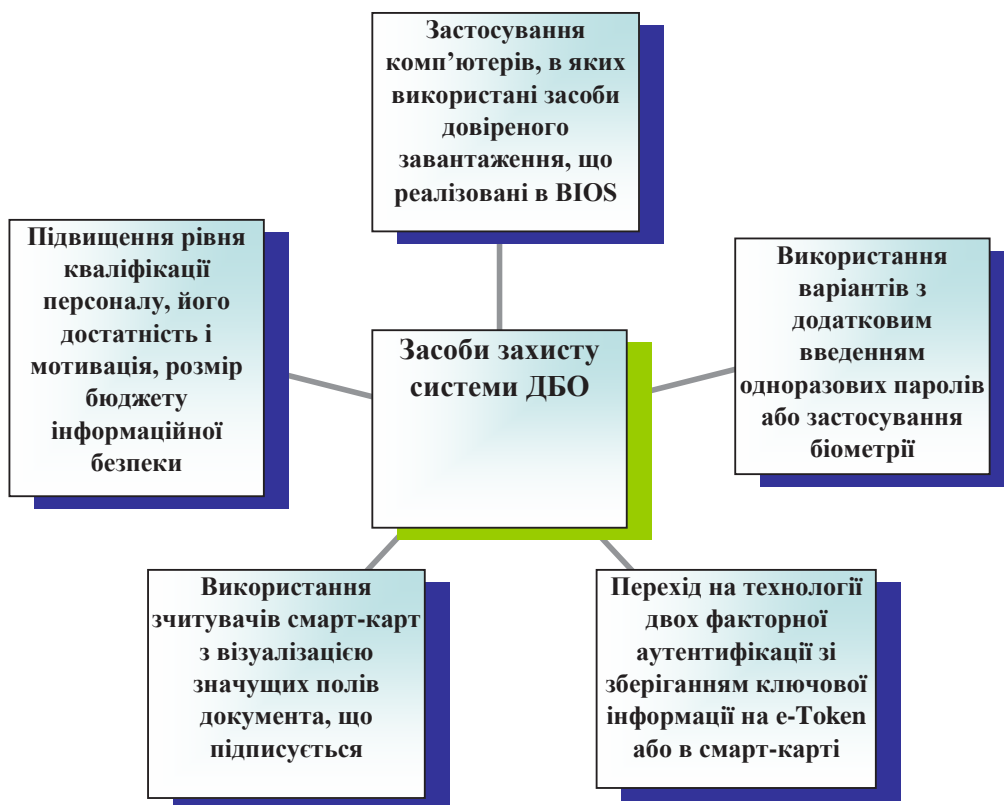 Застосування
комп’ютерів, в яких
використані засоби
довіреного
завантаження, що
реалізовані в BIOS
Підвищення рівня
кваліфікації
персоналу, його
достатність і
мотивація, розмір
бюджету
інформаційної
безпеки
Засоби захисту
системи ДБО
Використання
варіантів з
додатковим
введенням
одноразових паролів
або застосування
біометрії
Використання
зчитувачів смарт-карт
з візуалізацією
значущих полів
документа, що
підписується
Перехід на технології
двох факторної
аутентифікації зі
зберіганням ключової
інформації на e-Token
або в смарт-карті